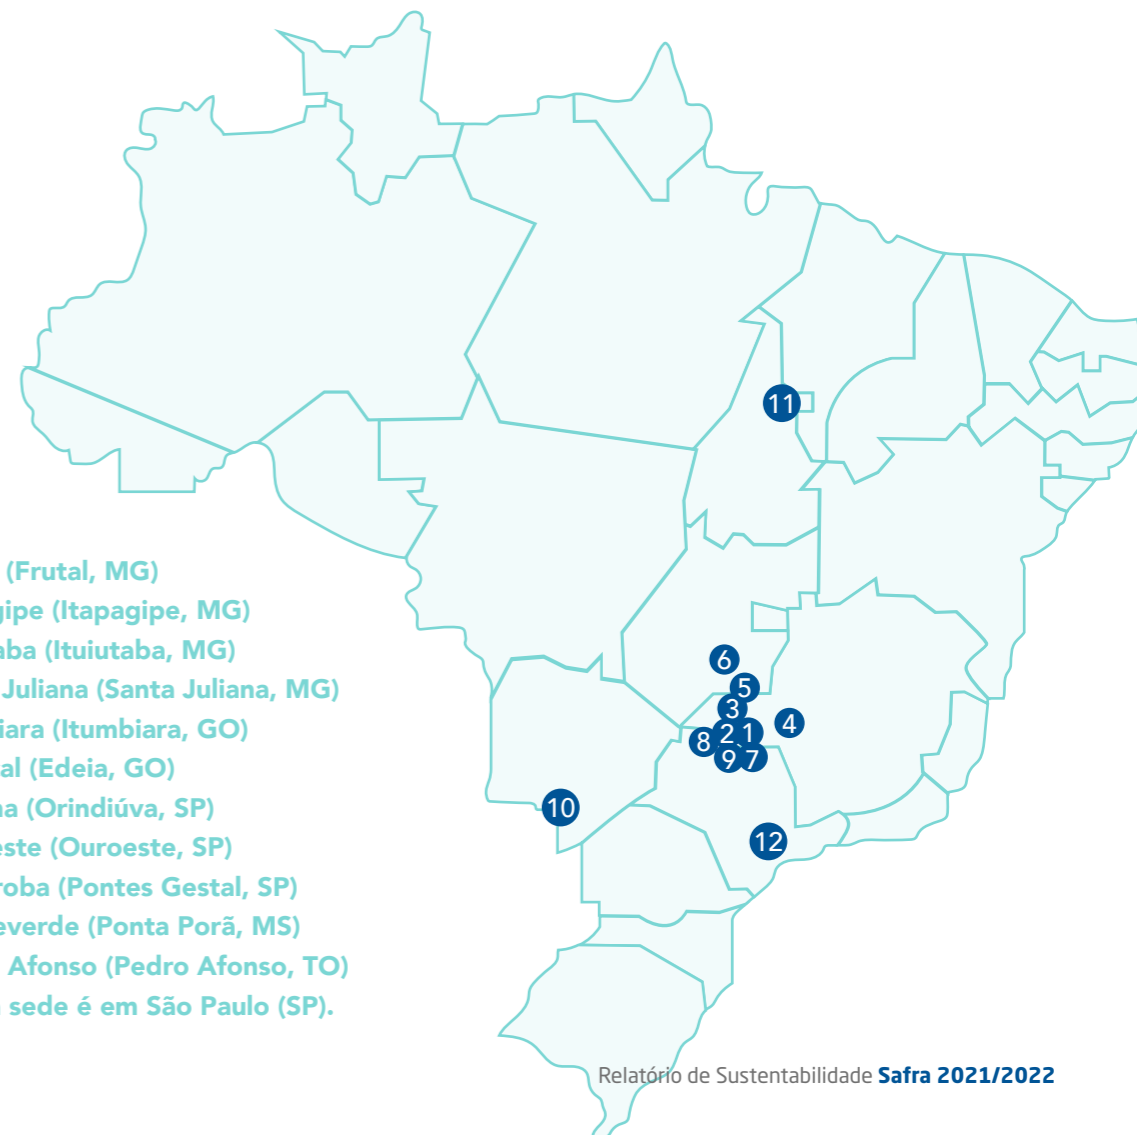 11
(Frutal, MG)
gipe (Itapagipe, MG)
aba (Ituiutaba, MG)
Juliana (Santa Juliana, MG)
iara (Itumbiara, GO)
al (Edeia, GO)
na (Orindiúva, SP)
este (Ouroeste, SP)
roba (Pontes Gestal, SP)
everde (Ponta Porã, MS)
Afonso (Pedro Afonso, TO)
sede é em São Paulo (SP).
6
5
3
4
2
1
8
9
7
10
12
Relatório de Sustentabilidade Safra 2021/2022